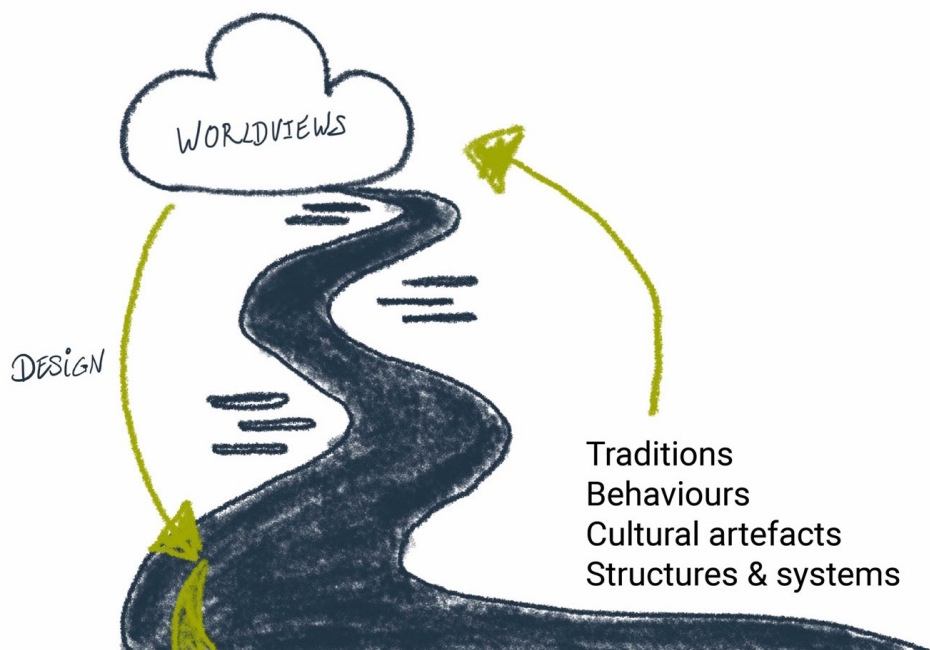 WORLDVIEWS
DESiGN
Traditions
Behaviours
Cultural artefacts
Structures & systems